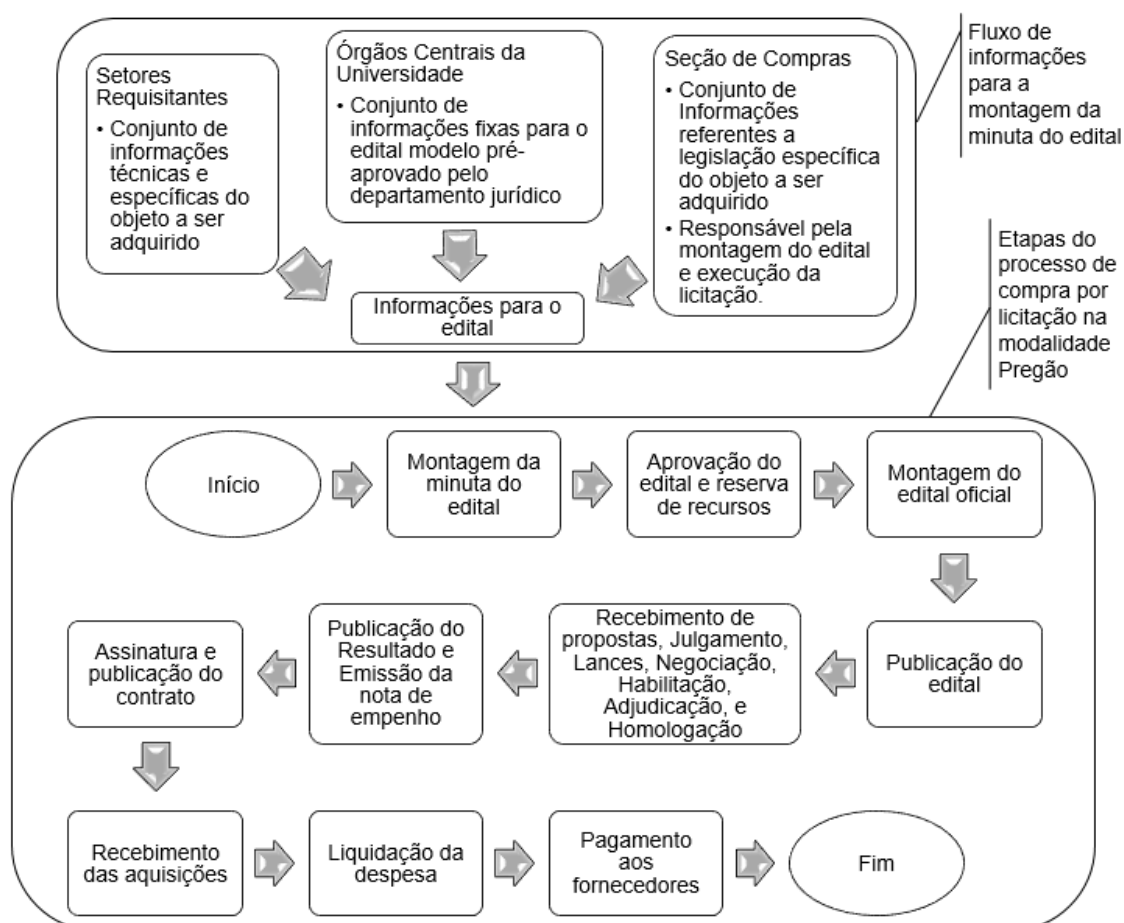 Setores
Requisitantes
• Conjunto de
informações
técnicas e
específicas do
objeto a ser
adquirido
Órgãos Centrais da
Universidade
• Conjunto de
informações fixas para o
edital modelo pré-
aprovado pelo
departamento jurídico
Seção de Compras
• Conjunto de
Informações
referentes a
legislação específica
do objeto a ser
adquirido
• Responsável pela
montagem do edital
e execução da
licitação.
Fluxo de
informações
para a
montagem da
minuta do edital
Informações para o
edital
Etapas do
processo de
compra por
licitação na
modalidade
Pregão
Início
Montagem da
minuta do
edital
Aprovação do
edital e reserva
de recursos
Montagem do
edital oficial
Publicação do
edital
Recebimento de
propostas, Julgamento,
Lances, Negociação,
Habilitação,
Adjudicação, e
Homologação
Publicação do
Resultado e
Emissão da
nota de
empenho
Assinatura e
publicação do
contrato
Recebimento
das aquisições
Liquidação da
despesa
Pagamento
aos
fornecedores
Fim